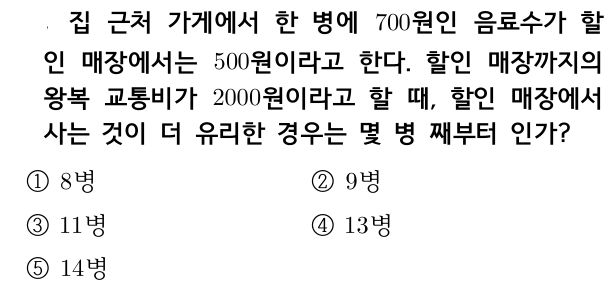 집 근처 가게에서 한 병에 700원인 음료수가 할
인 매장에서는 500원이라고 한다. 할인 매장까지의
왕복 교통비가 2000원이라고 할 때, 할인 매장에서
사는 것이 더 유리한 경우는 몇 병 째부터 인가?
① 8병 ② 9병
③ 11병 ④ 13병
⑤ 14병